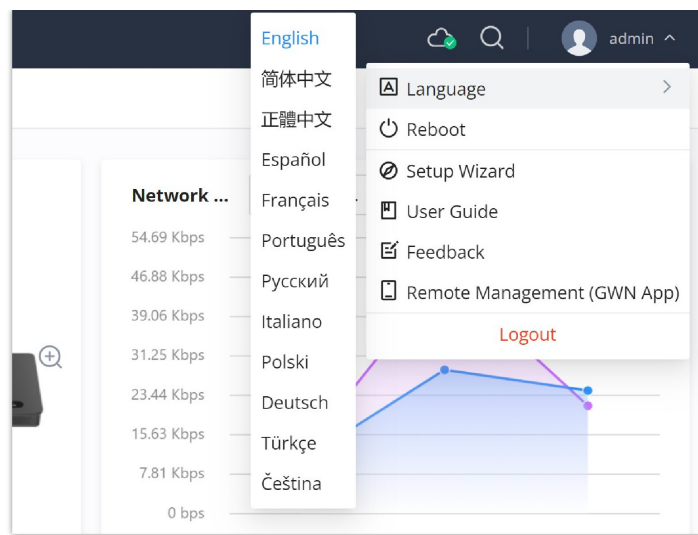 English
简体中文
正體中文
Español
Français
Português
Русский
Italiano
Polski
Deutsch
Türkçe
Čeština
admin
Language
Reboot
Setup Wizard
User Guide
Feedback
Remote Management (GWN App)
Logout
Network ...
54.69 Kbps
46.88 Kbps
39.06 Kbps
31.25 Kbps
23.44 Kbps
15.63 Kbps
7.81 Kbps
0 bps